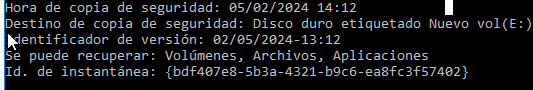 Hora de copia de seguridad: 05/02/2024 14:12
Destino de copia de seguridad: Disco duro etiquetado Nuevo vol(E:)
Identificador de versión: 02/05/2024-13:12
Se puede recuperar: Volúmenes, Archivos, Aplicaciones
Id. de instantánea: {bdf407e8-5b3a-4321-b9c6-ea8fc3f57402}